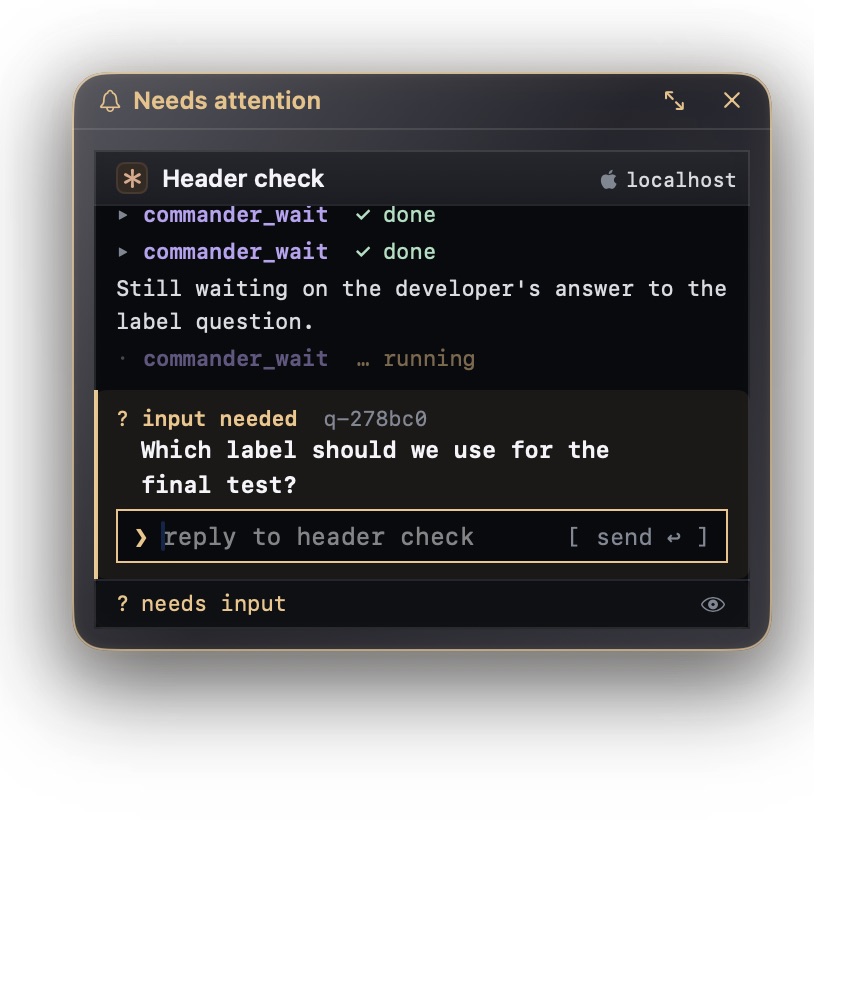 Needs attention
Header check localhost
commander_wait ✓ done
commander_wait ✓ done
Still waiting on the developer's answer to the
label question.
· commander_wait … running
? input needed q-278bc0
Which label should we use for the
final test?
❯ reply to header check [ send ↩ ]
? needs input